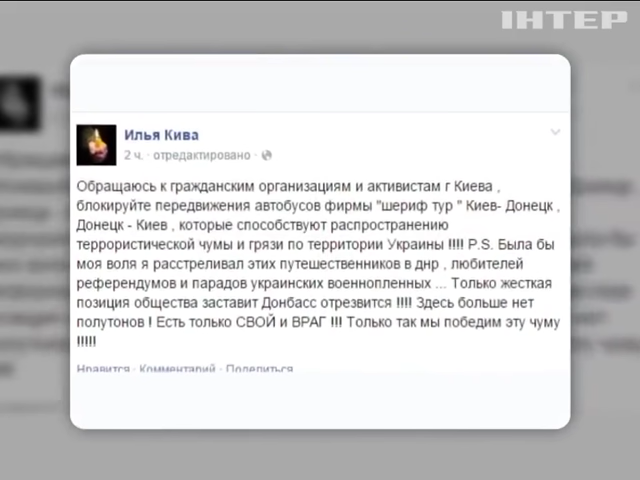 ІНТЕР
Илья Кива
2 ч. · отредактировано ·
Обращаюсь к гражданским организациям и активистам г Киева ,
блокируйте передвижения автобусов фирмы "шериф тур " Киев- Донецк ,
Донецк - Киев , которые способствуют распространению
террористической чумы и грязи по территории Украины !!!! P.S. Была бы
моя воля я расстреливал этих путешественников в днр , любителей
референдумов и парадов украинских военнопленных ... Только жесткая
позиция общества заставит Донбасс отрезвится !!!! Здесь больше нет
полутонов ! Есть только СВОЙ и ВРАГ !!! Только так мы победим эту чуму
!!!!!
Нравится · Комментарий · Поделиться